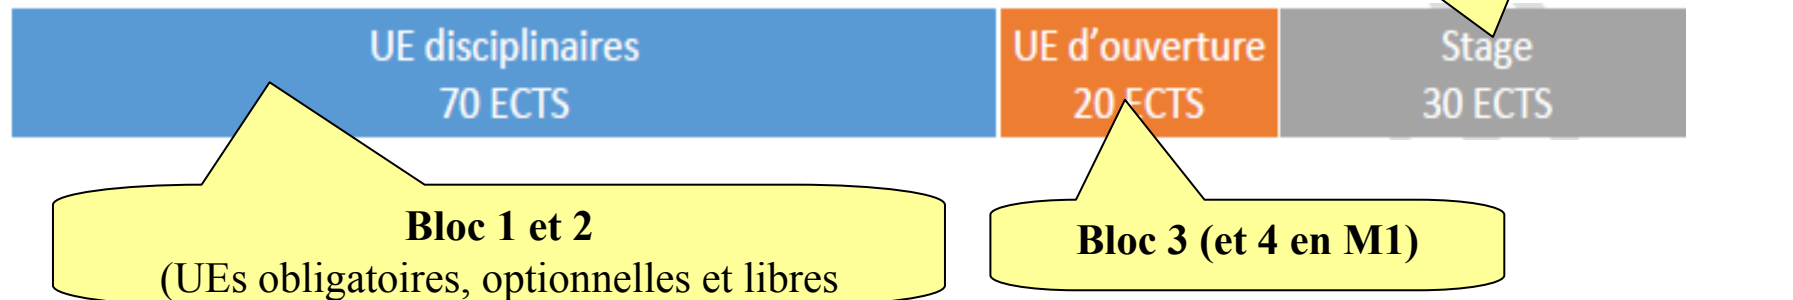 UE disciplinaires
70 ECTS
UE d'ouverture
20 ECTS
Stage
30 ECTS
Bloc 1 et 2
(UEs obligatoires, optionnelles et libres
Bloc 3 (et 4 en M1)